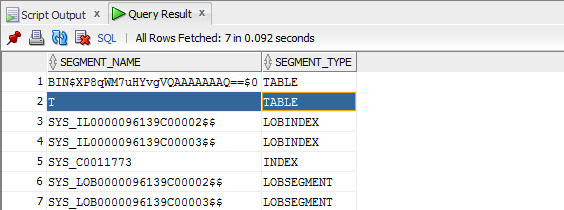 Script Output × Query Result ×
SQL | All Rows Fetched: 7 in 0.092 seconds
SEGMENT_NAME SEGMENT_TYPE
1 BIN$XP8qWM7uHYvgVQAAAAAAAQ==$0 TABLE
2 T TABLE
3 SYS_IL0000096139C00002$$ LOBINDEX
4 SYS_IL0000096139C00003$$ LOBINDEX
5 SYS_C0011773 INDEX
6 SYS_LOB0000096139C00002$$ LOBSEGMENT
7 SYS_LOB0000096139C00003$$ LOBSEGMENT